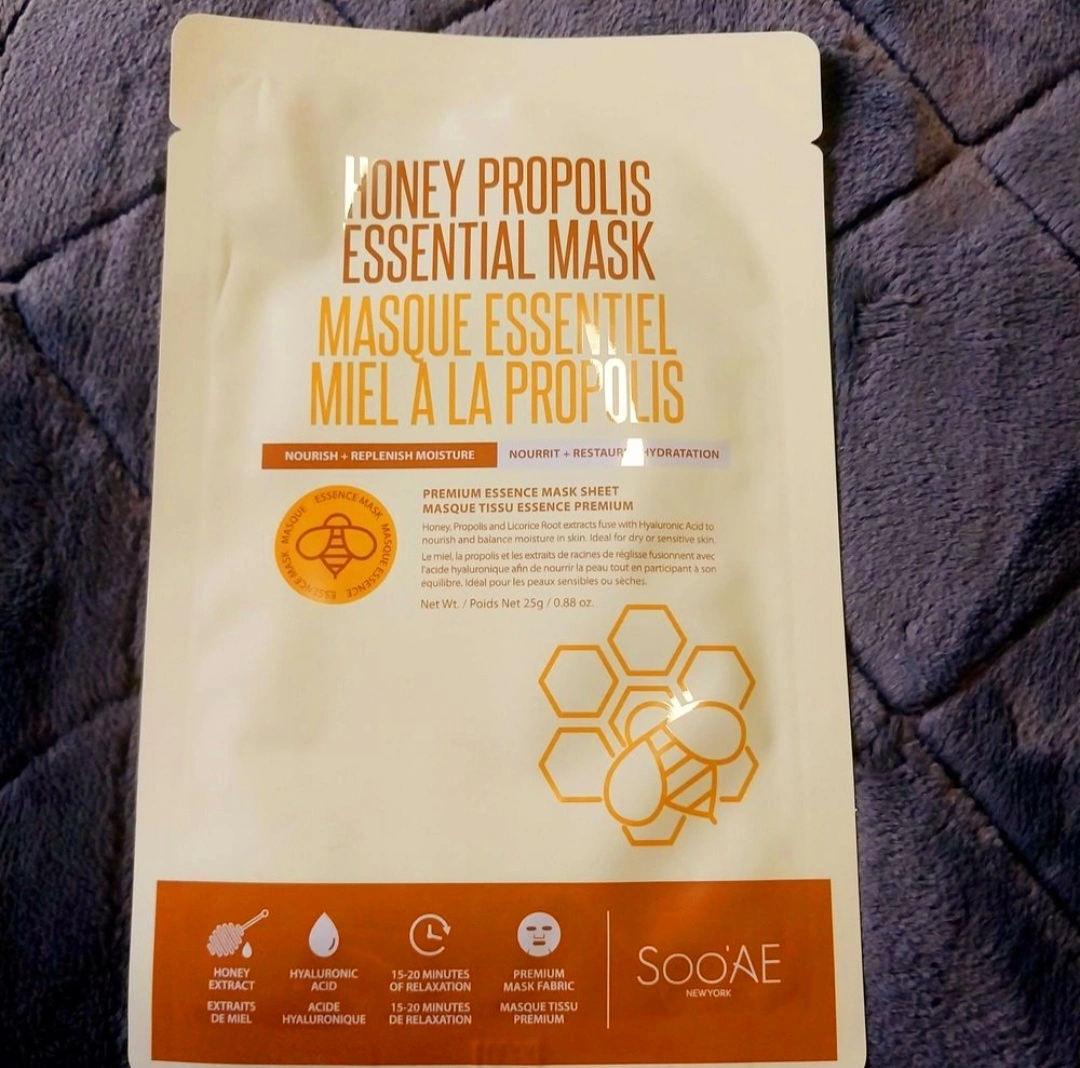 HONEY PROPOLIS
ESSENTIAL MASK
MASQUE ESSENTIEL
MIEL À LA PROPOLIS
NOURISH + REPLENISH MOISTURE
NOURRIT + HYDRATATION
ESSENCE MASK MASQUE ESSENCE ESSENCE MASK MASQUE
PREMIUM ESSENCE MASK SHEET
MASQUE TISSU ESSENCE PREMIUM
Honey, Propolis and Licorice Root extracts fuse with Hyaluronic Acid to
nourish and balance moisture in skin. Ideal for dry or sensitive skin.
Le miel, la propolis et les extraits de racines de réglisse fusionnent avec
l'acide hyaluronique afin de nourrir la peau tout en participant à son
équilibre. Idéal pour les peaux sensibles ou sèches.
Net Wt. / Poids Net 25g / 0.88 oz.
HONEY
EXTRACT
EXTRAITS
DE MIEL
HYALURONIC
ACID
ACIDE
HYALURONIQUE
15-20 MINUTES
OF RELAXATION
15-20 MINUTES
DE RELAXATION
PREMIUM
MASK FABRIC
MASQUE TISSU
PREMIUM
SOO'AE
NEWYORK